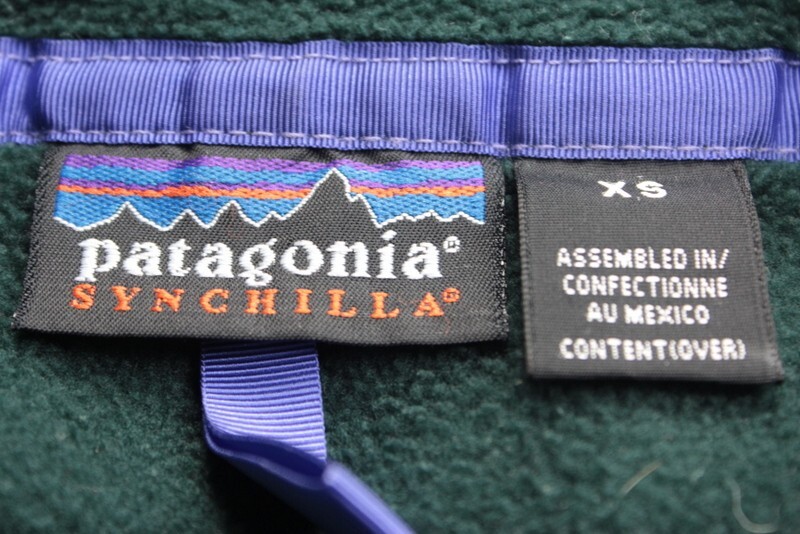 patagonia®
SYNCHILLA®
XS
ASSEMBLED IN/
CONFECTIONNE
AU MEXICO
CONTENT(OVER)